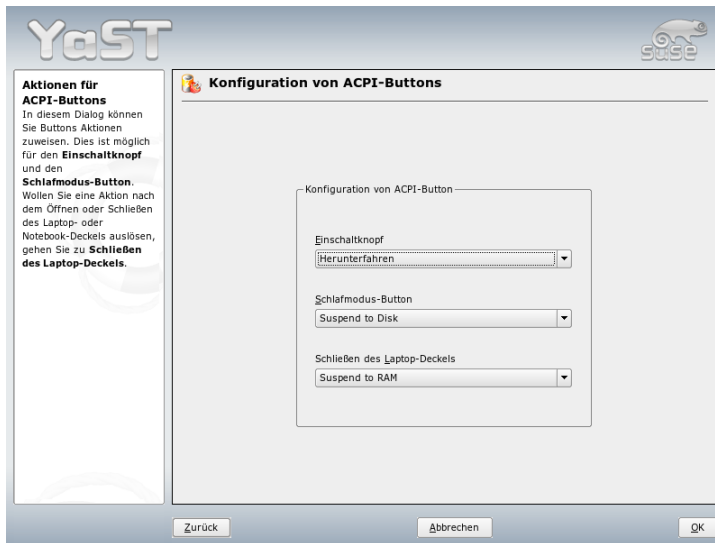 YaST
SUSE
Aktionen für
ACPI-Buttons
In diesem Dialog können
Sie Buttons Aktionen
zuweisen. Dies ist möglich
für den Einschaltknopf
und den
Schlafmodus-Button.
Wollen Sie eine Aktion nach
dem Öffnen oder Schließen
des Laptop- oder
Notebook-Deckels auslösen,
gehen Sie zu Schließen
des Laptop-Deckels.
Konfiguration von ACPI-Buttons
Konfiguration von ACPI-Button
Einschaltknopf
Herunterfahren
Schlafmodus-Button
Suspend to Disk
Schließen des Laptop-Deckels
Suspend to RAM
Zurück
Abbrechen
OK